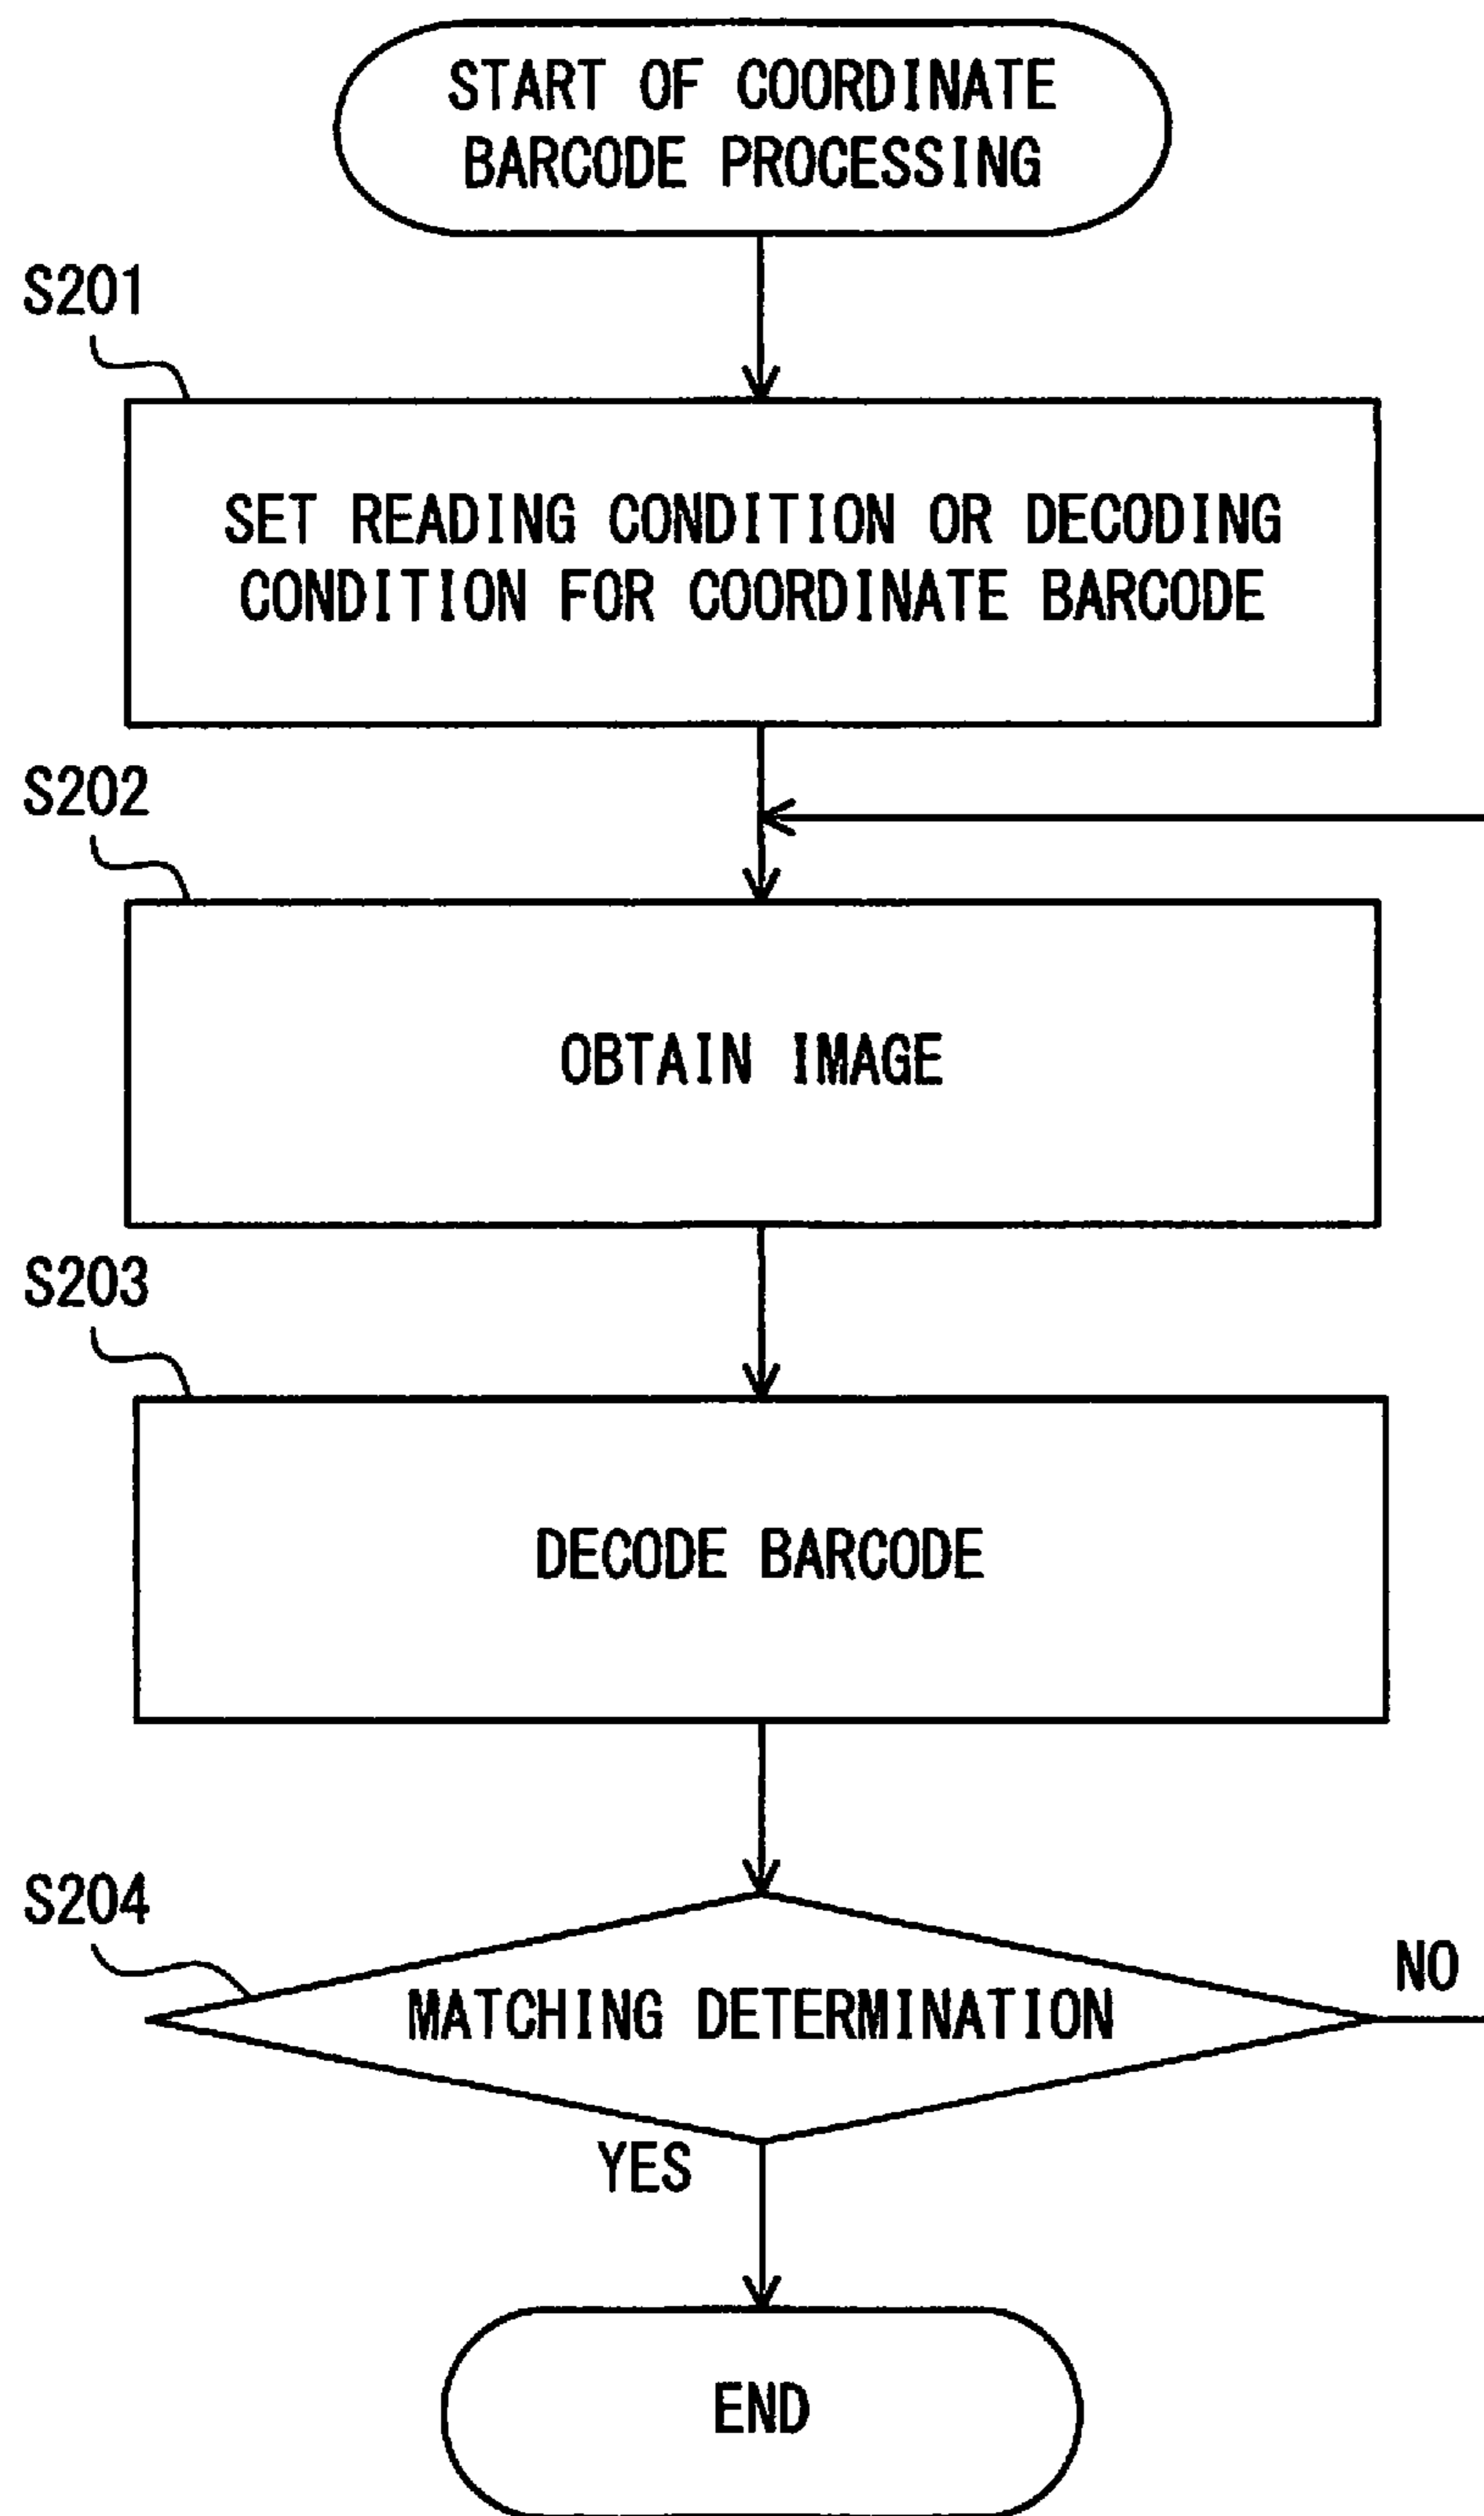 START OF COORDINATE
BARCODE PROCESSING
S201
SET READING CONDITION OR DECODING
CONDITION FOR COORDINATE BARCODE
S202
OBTAIN IMAGE
S203
DECODE BARCODE
S204
MATCHING DETERMINATION
NO
YES
END